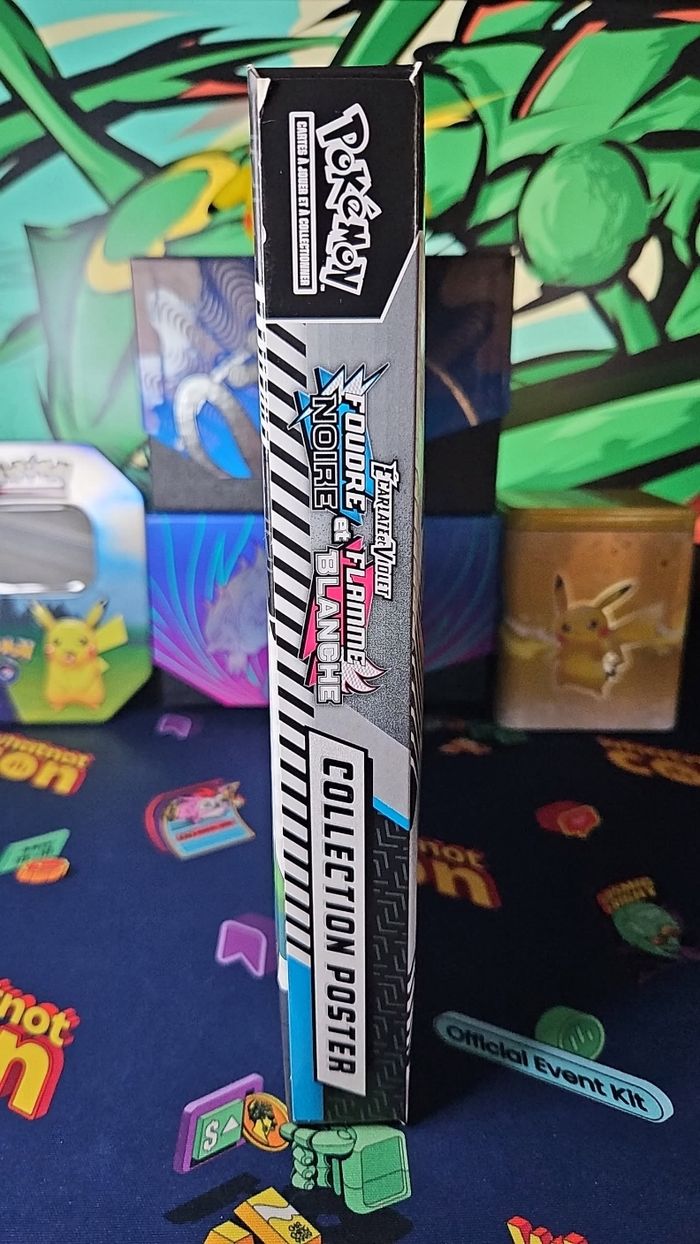 POKÉMON
CARTES À JOUER ET À COLLECTIONNER
ÉCARLATE et VIOLET
FOUDRE
NOIRE et
FLAMME
BLANCHE
COLLECTION POSTER
Official Event Kit